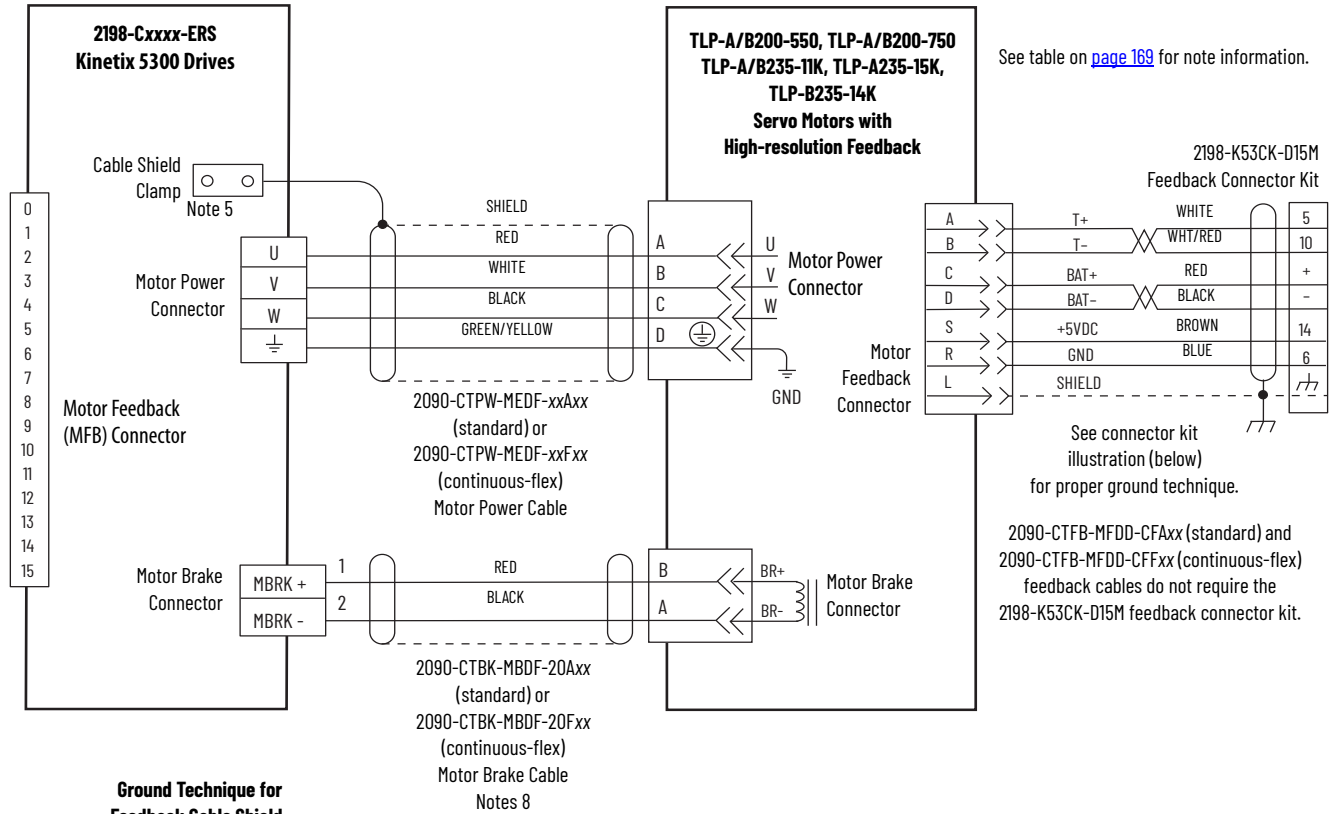 2198-Cxxxx-ERS
Kinetix 5300 Drives
Cable Shield
Clamp
Note 5
0
1
2
3
4
5
6
7
8
9
10
11
12
13
14
15
Motor Feedback
(MFB) Connector
Motor Power
Connector
U
V
W
SHIELD
RED
WHITE
BLACK
GREEN/YELLOW
2090-CTPW-MEDF-xxAxx
(standard) or
2090-CTPW-MEDF-xxFxx
(continuous-flex)
Motor Power Cable
Motor Brake
Connector
MBRK +
MBRK -
1
2
RED
BLACK
2090-CTBK-MBDF-20Axx
(standard) or
2090-CTBK-MBDF-20Fxx
(continuous-flex)
Motor Brake Cable
Notes 8
TLP-A/B200-550, TLP-A/B200-750
TLP-A/B235-11K, TLP-A235-15K,
TLP-B235-14K
Servo Motors with
High-resolution Feedback
A
B
C
D
U
V
W
Motor Power
Connector
GND
B
A
BR+
BR-
Motor Brake
Connector
Motor
Feedback
Connector
See table on page 169 for note information.
2198-K53CK-D15M
Feedback Connector Kit
A T+ WHITE 5
B T- WHT/RED 10
C BAT+ RED +
D BAT- BLACK -
S +5VDC BROWN 14
R GND BLUE 6
L SHIELD
See connector kit
illustration (below)
for proper ground technique.
2090-CTFB-MFDD-CFAxx (standard) and
2090-CTFB-MFDD-CFFxx (continuous-flex)
feedback cables do not require the
2198-K53CK-D15M feedback connector kit.
Ground Technique for
Feedback Cable Shield